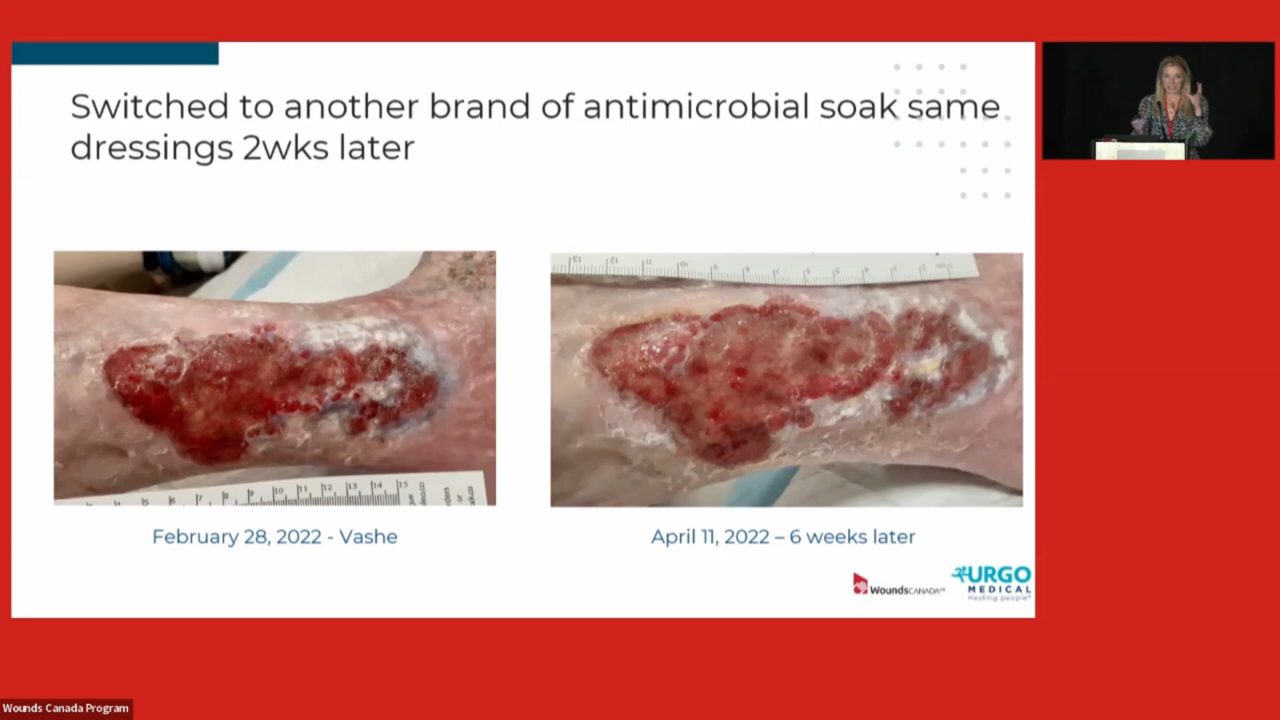 Switched to another brand of antimicrobial soak same
dressings 2wks later
February 28, 2022 - Vashe
April 11, 2022 – 6 weeks later
WoundsCANADA
URGO
MEDICAL
Healing people®
Wounds Canada Program